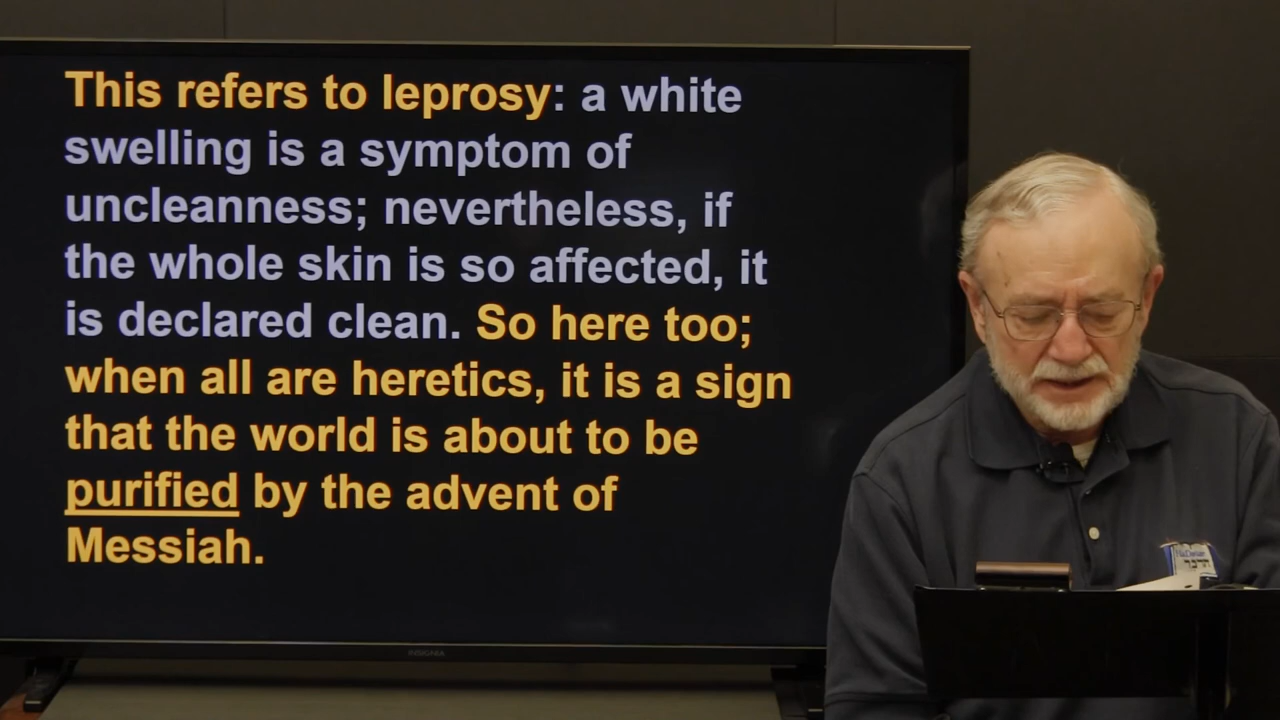 This refers to leprosy: a white
swelling is a symptom of
uncleanness; nevertheless, if
the whole skin is so affected, it
is declared clean. So here too;
when all are heretics, it is a sign
that the world is about to be
purified by the advent of
Messiah.
INSIGNIA